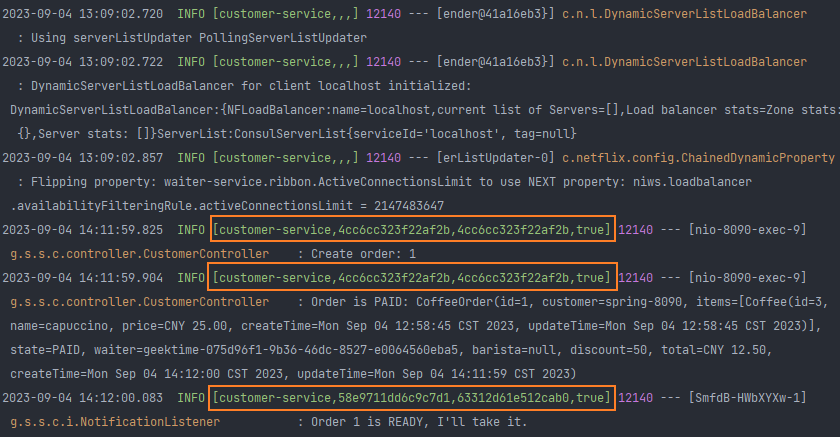 2023-09-04 13:09:02.720  INFO [customer-service,,,] 12140 --- [ender@41a16eb3}] c.n.l.DynamicServerListLoadBalancer
: Using serverListUpdater PollingServerListUpdater
2023-09-04 13:09:02.722  INFO [customer-service,,,] 12140 --- [ender@41a16eb3}] c.n.l.DynamicServerListLoadBalancer
: DynamicServerListLoadBalancer for client localhost initialized:
DynamicServerListLoadBalancer:{NFLoadBalancer:name=localhost,current list of Servers=[],Load balancer stats=Zone stats:
{},Server stats: []}ServerList:ConsulServerList{serviceId='localhost', tag=null}
2023-09-04 13:09:02.857  INFO [customer-service,,,] 12140 --- [erListUpdater-0] c.netflix.config.ChainedDynamicProperty
: Flipping property: waiter-service.ribbon.ActiveConnectionsLimit to use NEXT property: niws.loadbalancer
.availabilityFilteringRule.activeConnectionsLimit = 2147483647
2023-09-04 14:11:59.825  INFO [customer-service,4cc6cc323f22af2b,4cc6cc323f22af2b,true] 12140 --- [nio-8090-exec-9]
g.s.s.c.controller.CustomerController    : Create order: 1
2023-09-04 14:11:59.904  INFO [customer-service,4cc6cc323f22af2b,4cc6cc323f22af2b,true] 12140 --- [nio-8090-exec-9]
g.s.s.c.controller.CustomerController    : Order is PAID: CoffeeOrder(id=1, customer=spring-8090, items=[Coffee(id=3,
name=capuccino, price=CNY 25.00, createTime=Mon Sep 04 12:58:45 CST 2023, updateTime=Mon Sep 04 12:58:45 CST 2023)],
state=PAID, waiter=geektime-075d96f1-9b36-46dc-8527-e0064560eba5, barista=null, discount=50, total=CNY 12.50,
createTime=Mon Sep 04 14:12:00 CST 2023, updateTime=Mon Sep 04 14:11:59 CST 2023)
2023-09-04 14:12:00.083  INFO [customer-service,58e9711dd6c9c7d1,63312d61e512cab0,true] 12140 --- [SmfdB-HWbXYXw-1]
g.s.s.c.i.NotificationListener           : Order 1 is READY, I'll take it.